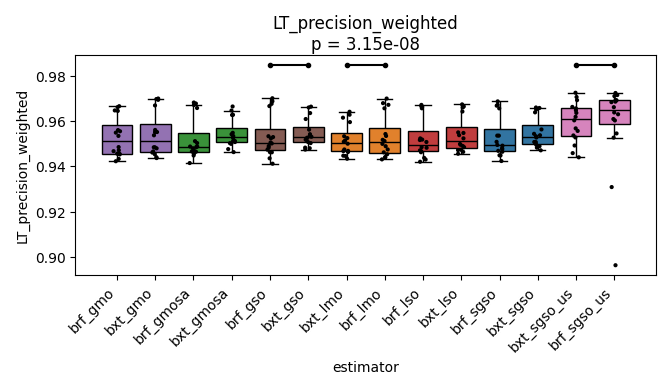 LT_precision_weighted
p = 3.15e-08
LT_precision_weighted
0.98
0.96
0.94
0.92
0.90
brf_gmo
bxt_gmo
brf_gmosa
bxt_gmosa
brf_gso
bxt_gso
bxt_lmo
brf_lmo
brf_lso
bxt_lso
brf_sgso
bxt_sgso
bxt_sgso_us
brf_sgso_us
estimator